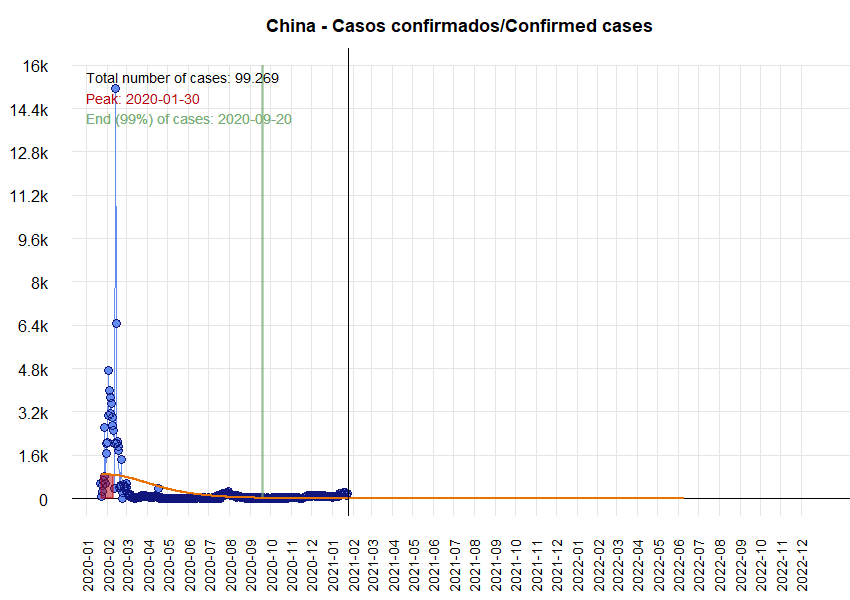 China - Casos confirmados/Confirmed cases
16k
14.4k
12.8k
11.2k
9.6k
8k
6.4k
4.8k
3.2k
1.6k
0
Total number of cases: 99.269
Peak: 2020-01-30
End (99%) of cases: 2020-09-20
2020-01
2020-02
2020-03
2020-04
2020-05
2020-06
2020-07
2020-08
2020-09
2020-10
2020-11
2020-12
2021-01
2021-02
2021-03
2021-04
2021-05
2021-06
2021-07
2021-08
2021-09
2021-10
2021-11
2021-12
2022-01
2022-02
2022-03
2022-04
2022-05
2022-06
2022-07
2022-08
2022-09
2022-10
2022-11
2022-12